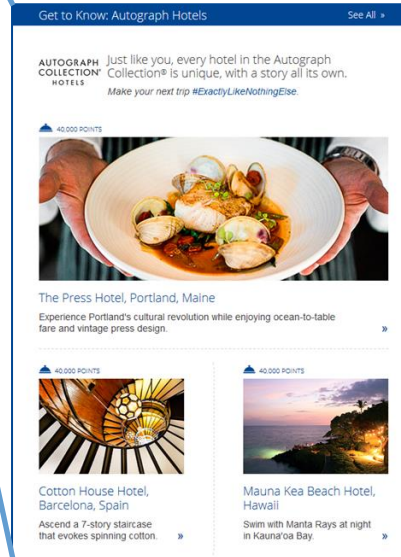 Get to Know: Autograph Hotels
See All »
AUTOGRAPH
COLLECTION®
HOTELS
Just like you, every hotel in the Autograph
Collection® is unique, with a story all its own.
Make your next trip #ExactlyLikeNothingElse.
40,000 POINTS
The Press Hotel, Portland, Maine
Experience Portland's cultural revolution while enjoying ocean-to-table
fare and vintage press design. »
40,000 POINTS
Cotton House Hotel,
Barcelona, Spain
Ascend a 7-story staircase
that evokes spinning cotton. »
40,000 POINTS
Mauna Kea Beach Hotel,
Hawaii
Swim with Manta Rays at night
in Kauna'oa Bay. »